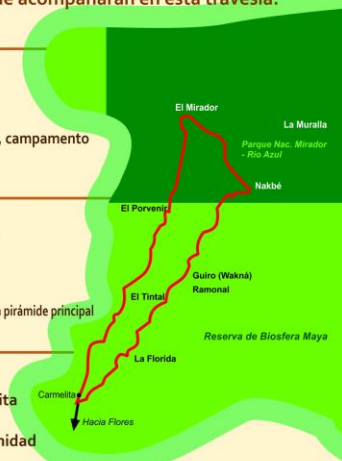 e acompañarán en esta travesía:
, campamento
pirámide principal
ita
nidad
El Mirador
La Muralla
Parque Nac. Mirador
- Río Azul
Nakbé
El Porvenir
Guiro (Wakná)
Ramonal
El Tintal
Reserva de Biosfera Maya
La Florida
Carmelita
Hacia Flores